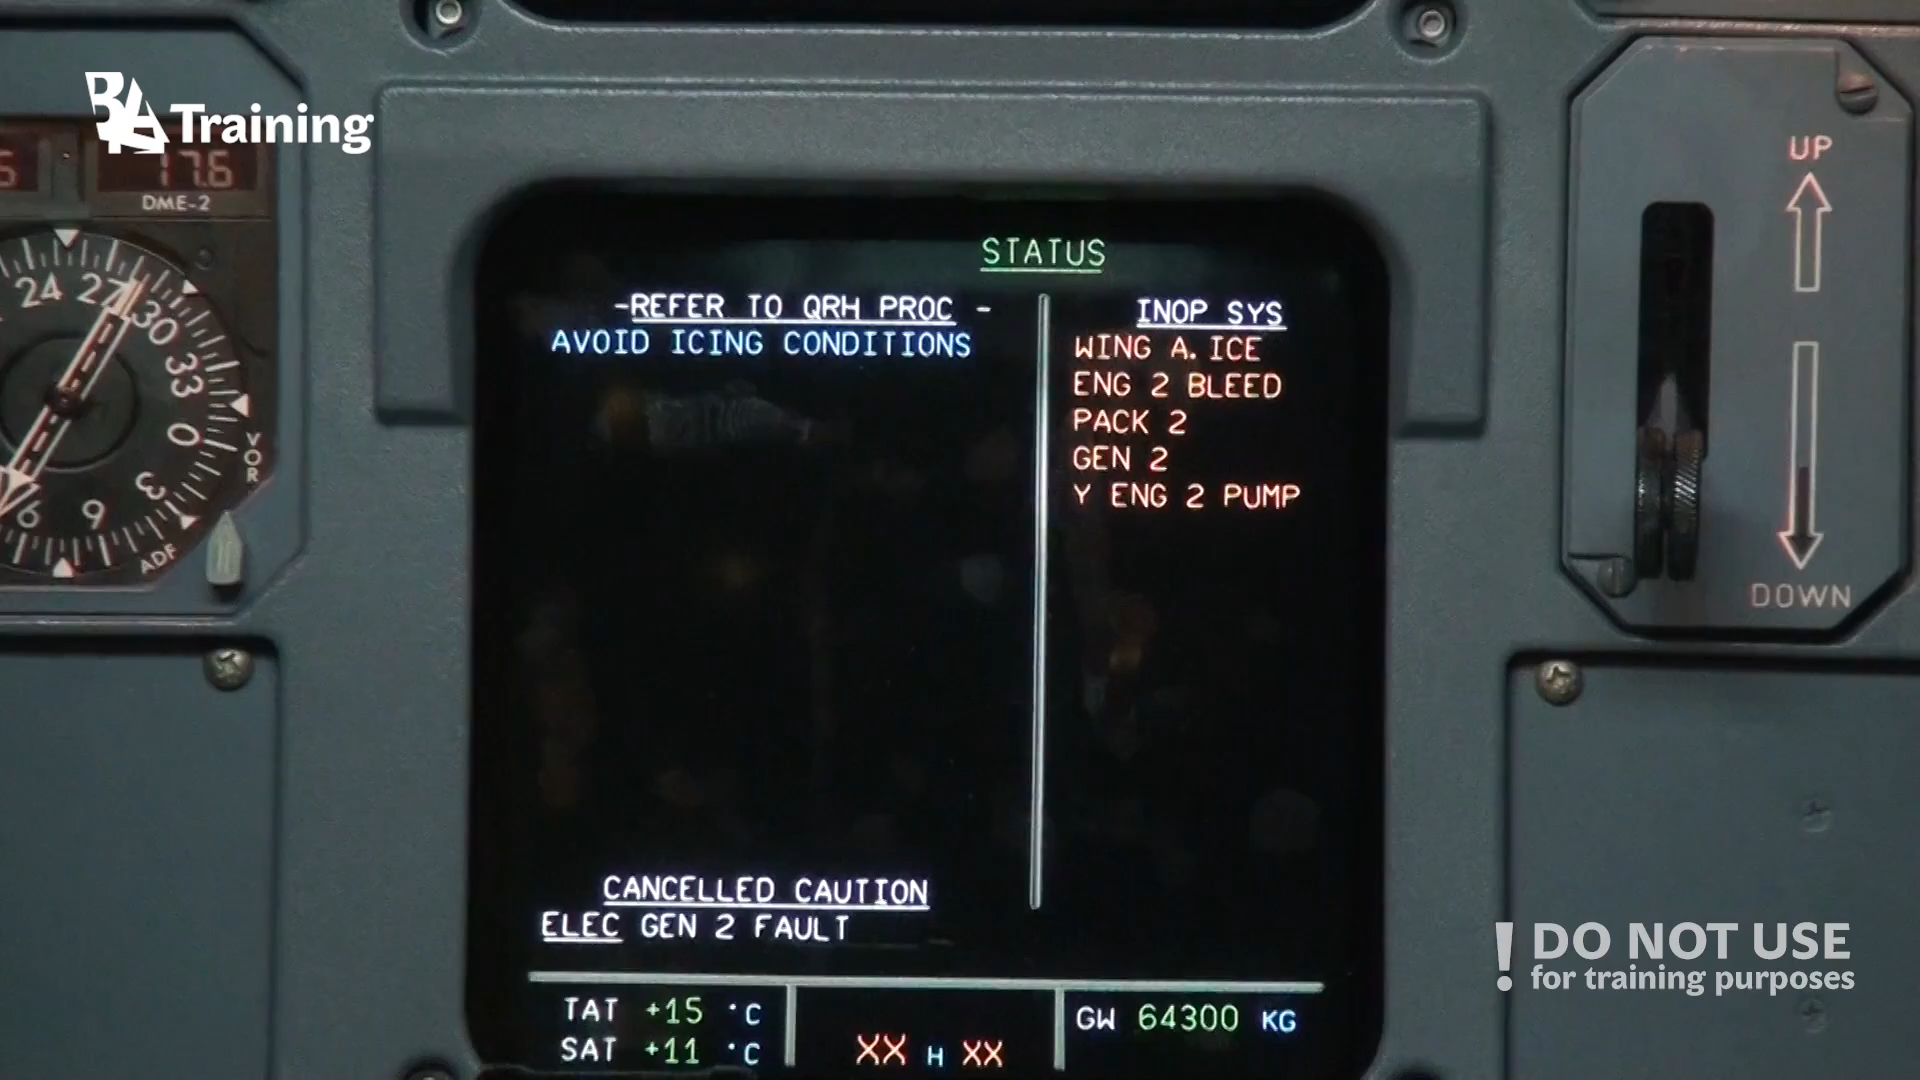 BAA Training
17.6
DME-2
24 27 30 33 0 3 6 9
VOR
ADF
STATUS
-REFER TO QRH PROC -
AVOID ICING CONDITIONS
INOP SYS
WING A. ICE
ENG 2 BLEED
PACK 2
GEN 2
Y ENG 2 PUMP
CANCELLED CAUTION
ELEC GEN 2 FAULT
TAT +15 °C
SAT +11 °C
XX H XX
GW 64300 KG
UP
DOWN
! DO NOT USE
for training purposes